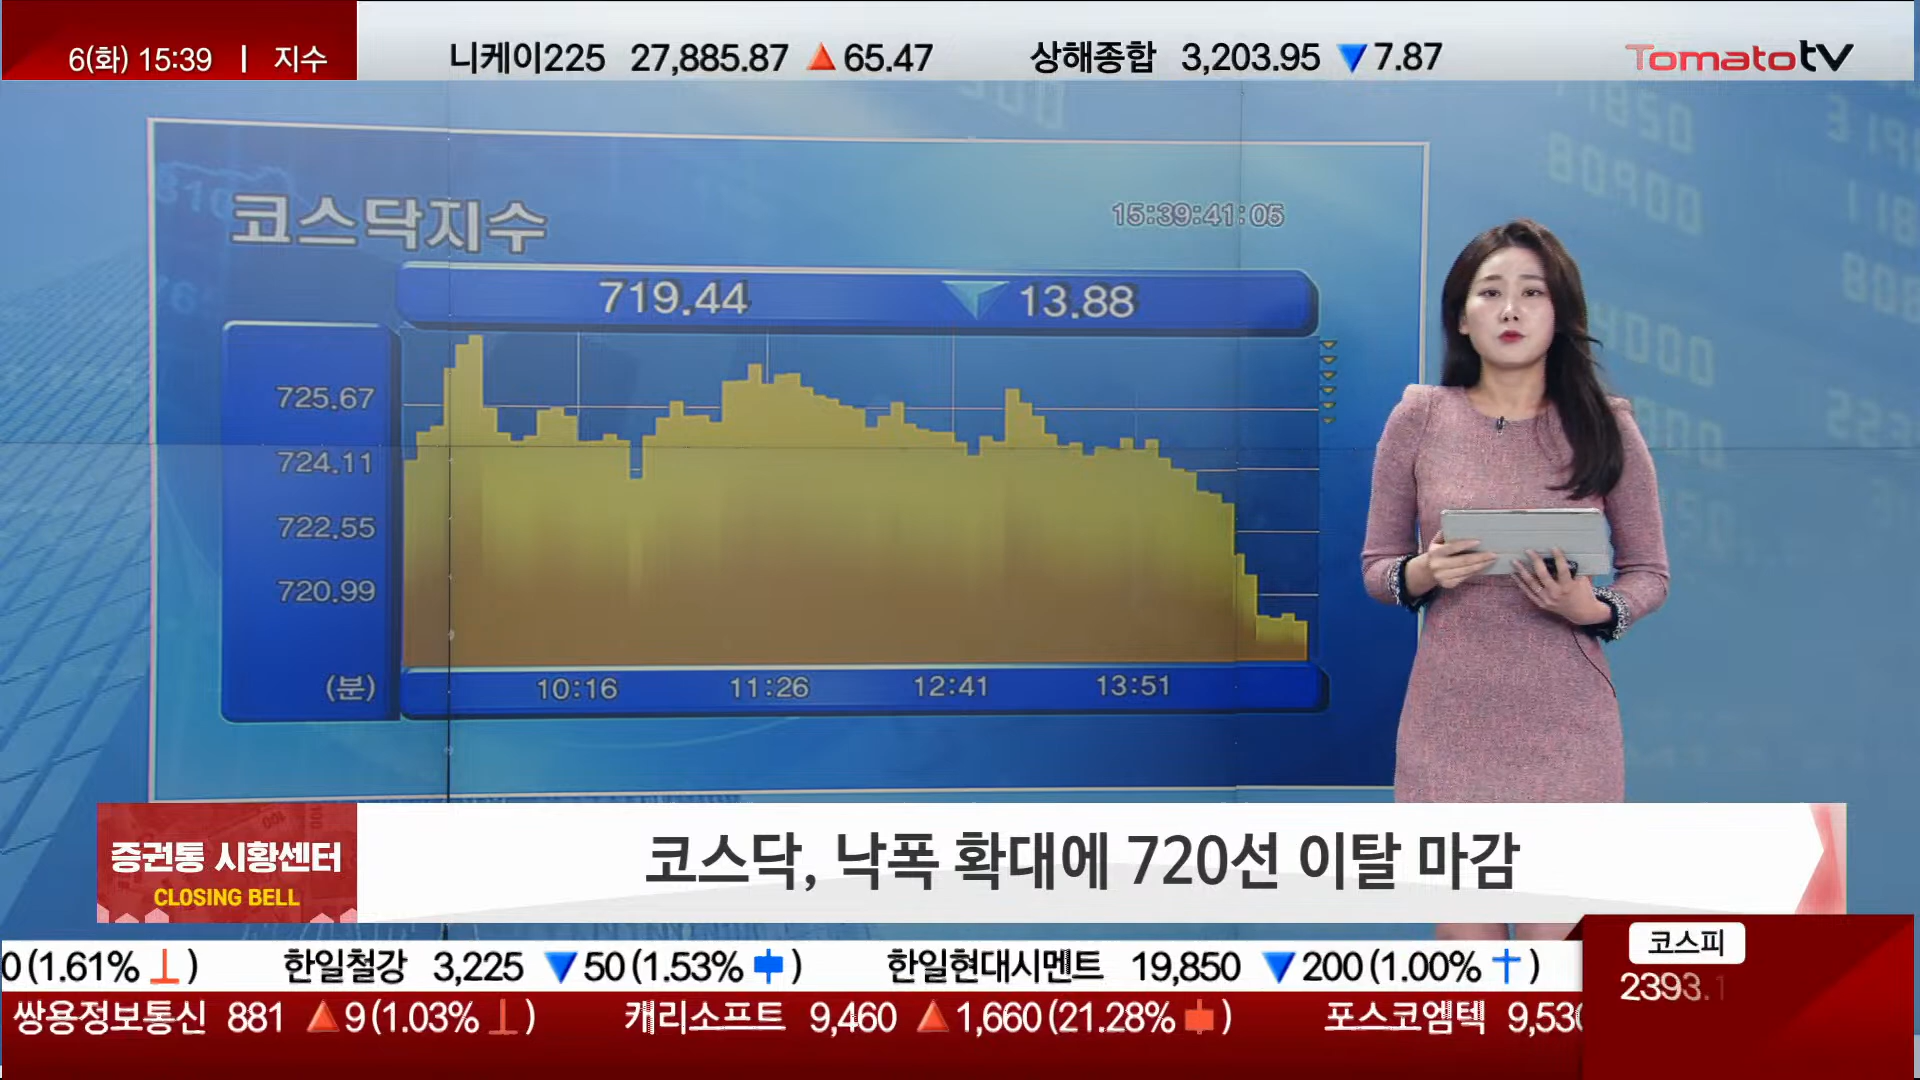 6(화) 15:39 | 지수
니케이225 27,885.87 ▲ 65.47 상해종합 3,203.95 ▼ 7.87
Tomato tV
코스닥지수
15:39:41:05
719.44 ▼ 13.88
725.67
724.11
722.55
720.99
(분) 10:16 11:26 12:41 13:51
증권통 시황센터
CLOSING BELL
코스닥, 낙폭 확대에 720선 이탈 마감
0(1.61% ) 한일철강 3,225 ▼ 50(1.53% ) 한일현대시멘트 19,850 ▼ 200(1.00% )
쌍용정보통신 881 ▲ 9(1.03% ) 캐리소프트 9,460 ▲ 1,660(21.28% ) 포스코엠텍 9,530
코스피
2393.1